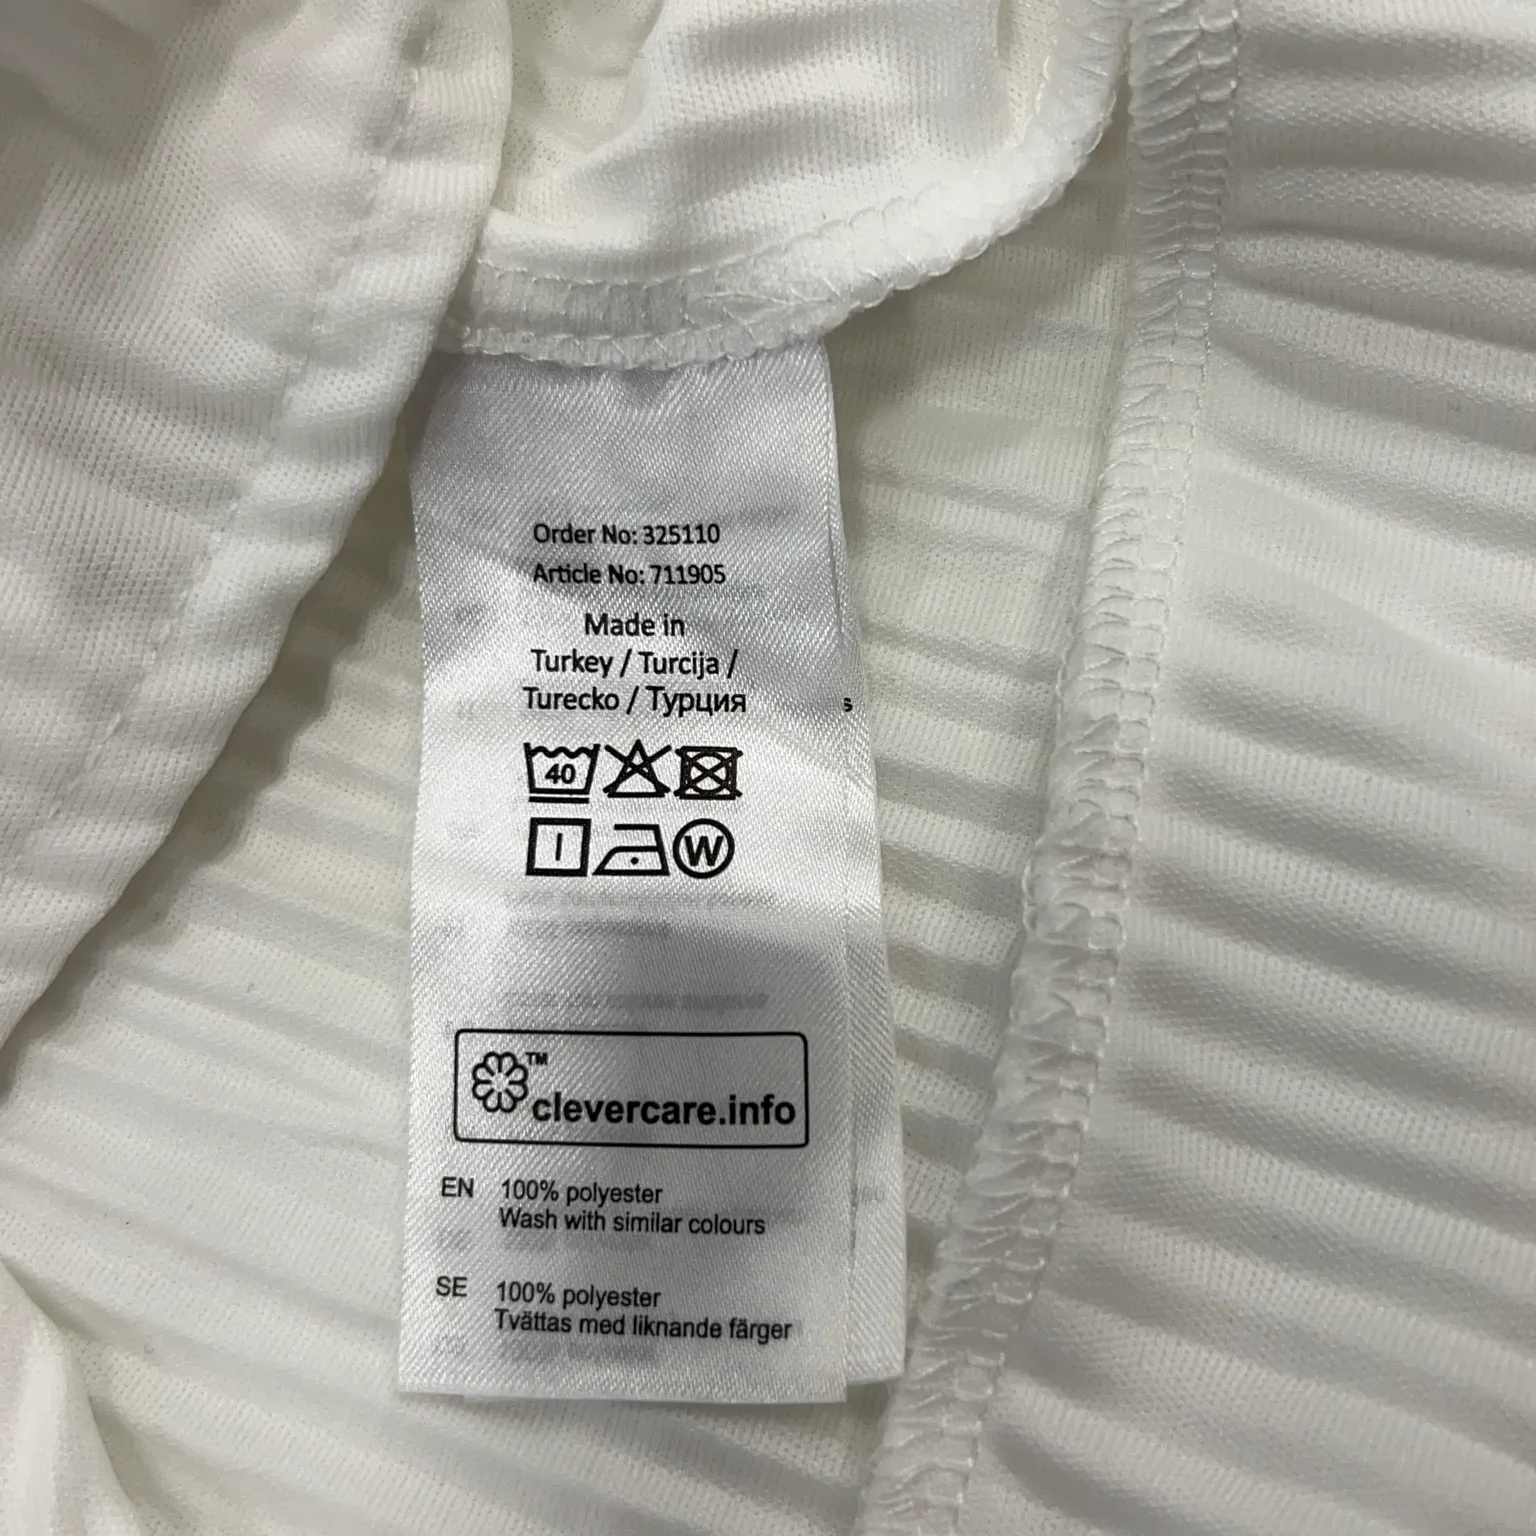 Order No: 325110
Article No: 711905
Made in
Turkey / Turcija /
Turecko / Турция
s
40
W
™
clevercare.info
EN 100% polyester
Wash with similar colours
SE 100% polyester
Tvättas med liknande färger